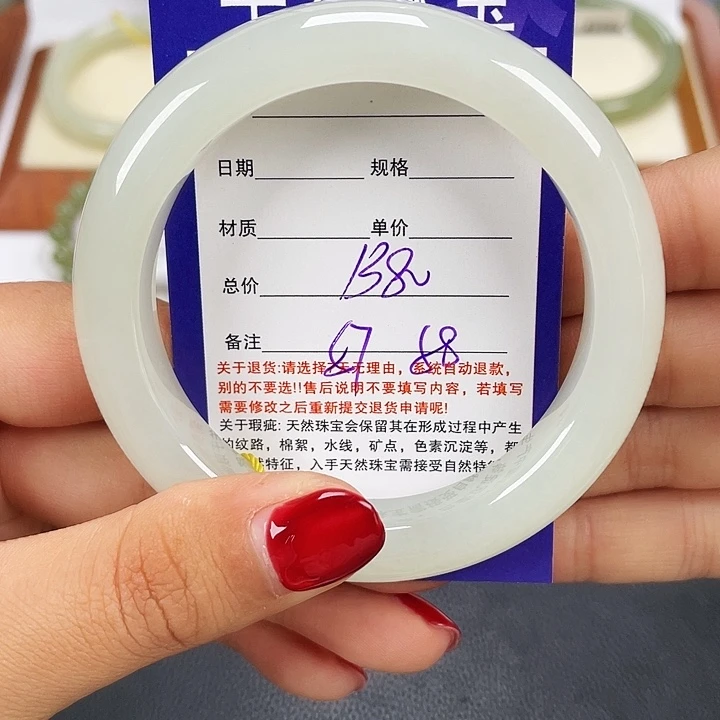 日期 规格
材质 单价
总价 138
备注 57 58
关于退货:请选择7天无理由，系统自动退款，
别的不要选!!售后说明不要填写内容，若填写
需要修改之后重新提交退货申请呢!
关于瑕疵: 天然珠宝会保留其在形成过程中产生
的纹路，棉絮，水线，矿点，色素沉淀等，都
特征，入手天然珠宝需接受自然特